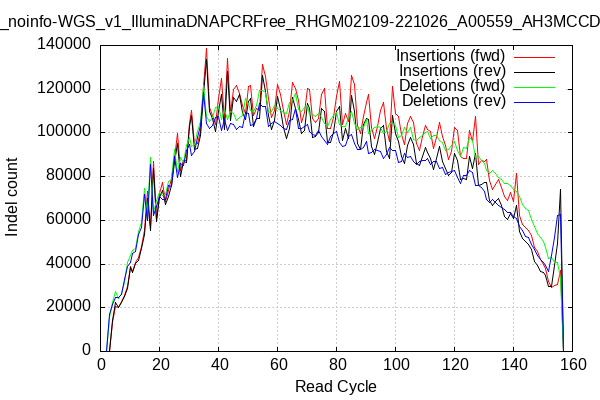 _noinfo-WGS_v1_IlluminaDNAPCRFree_RHGM02109-221026_A00559_AH3MCCD
Insertions (fwd)
Insertions (rev)
Deletions (fwd)
Deletions (rev)
Indel count
140000
120000
100000
80000
60000
40000
20000
0
0 20 40 60 80 100 120 140 160
Read Cycle